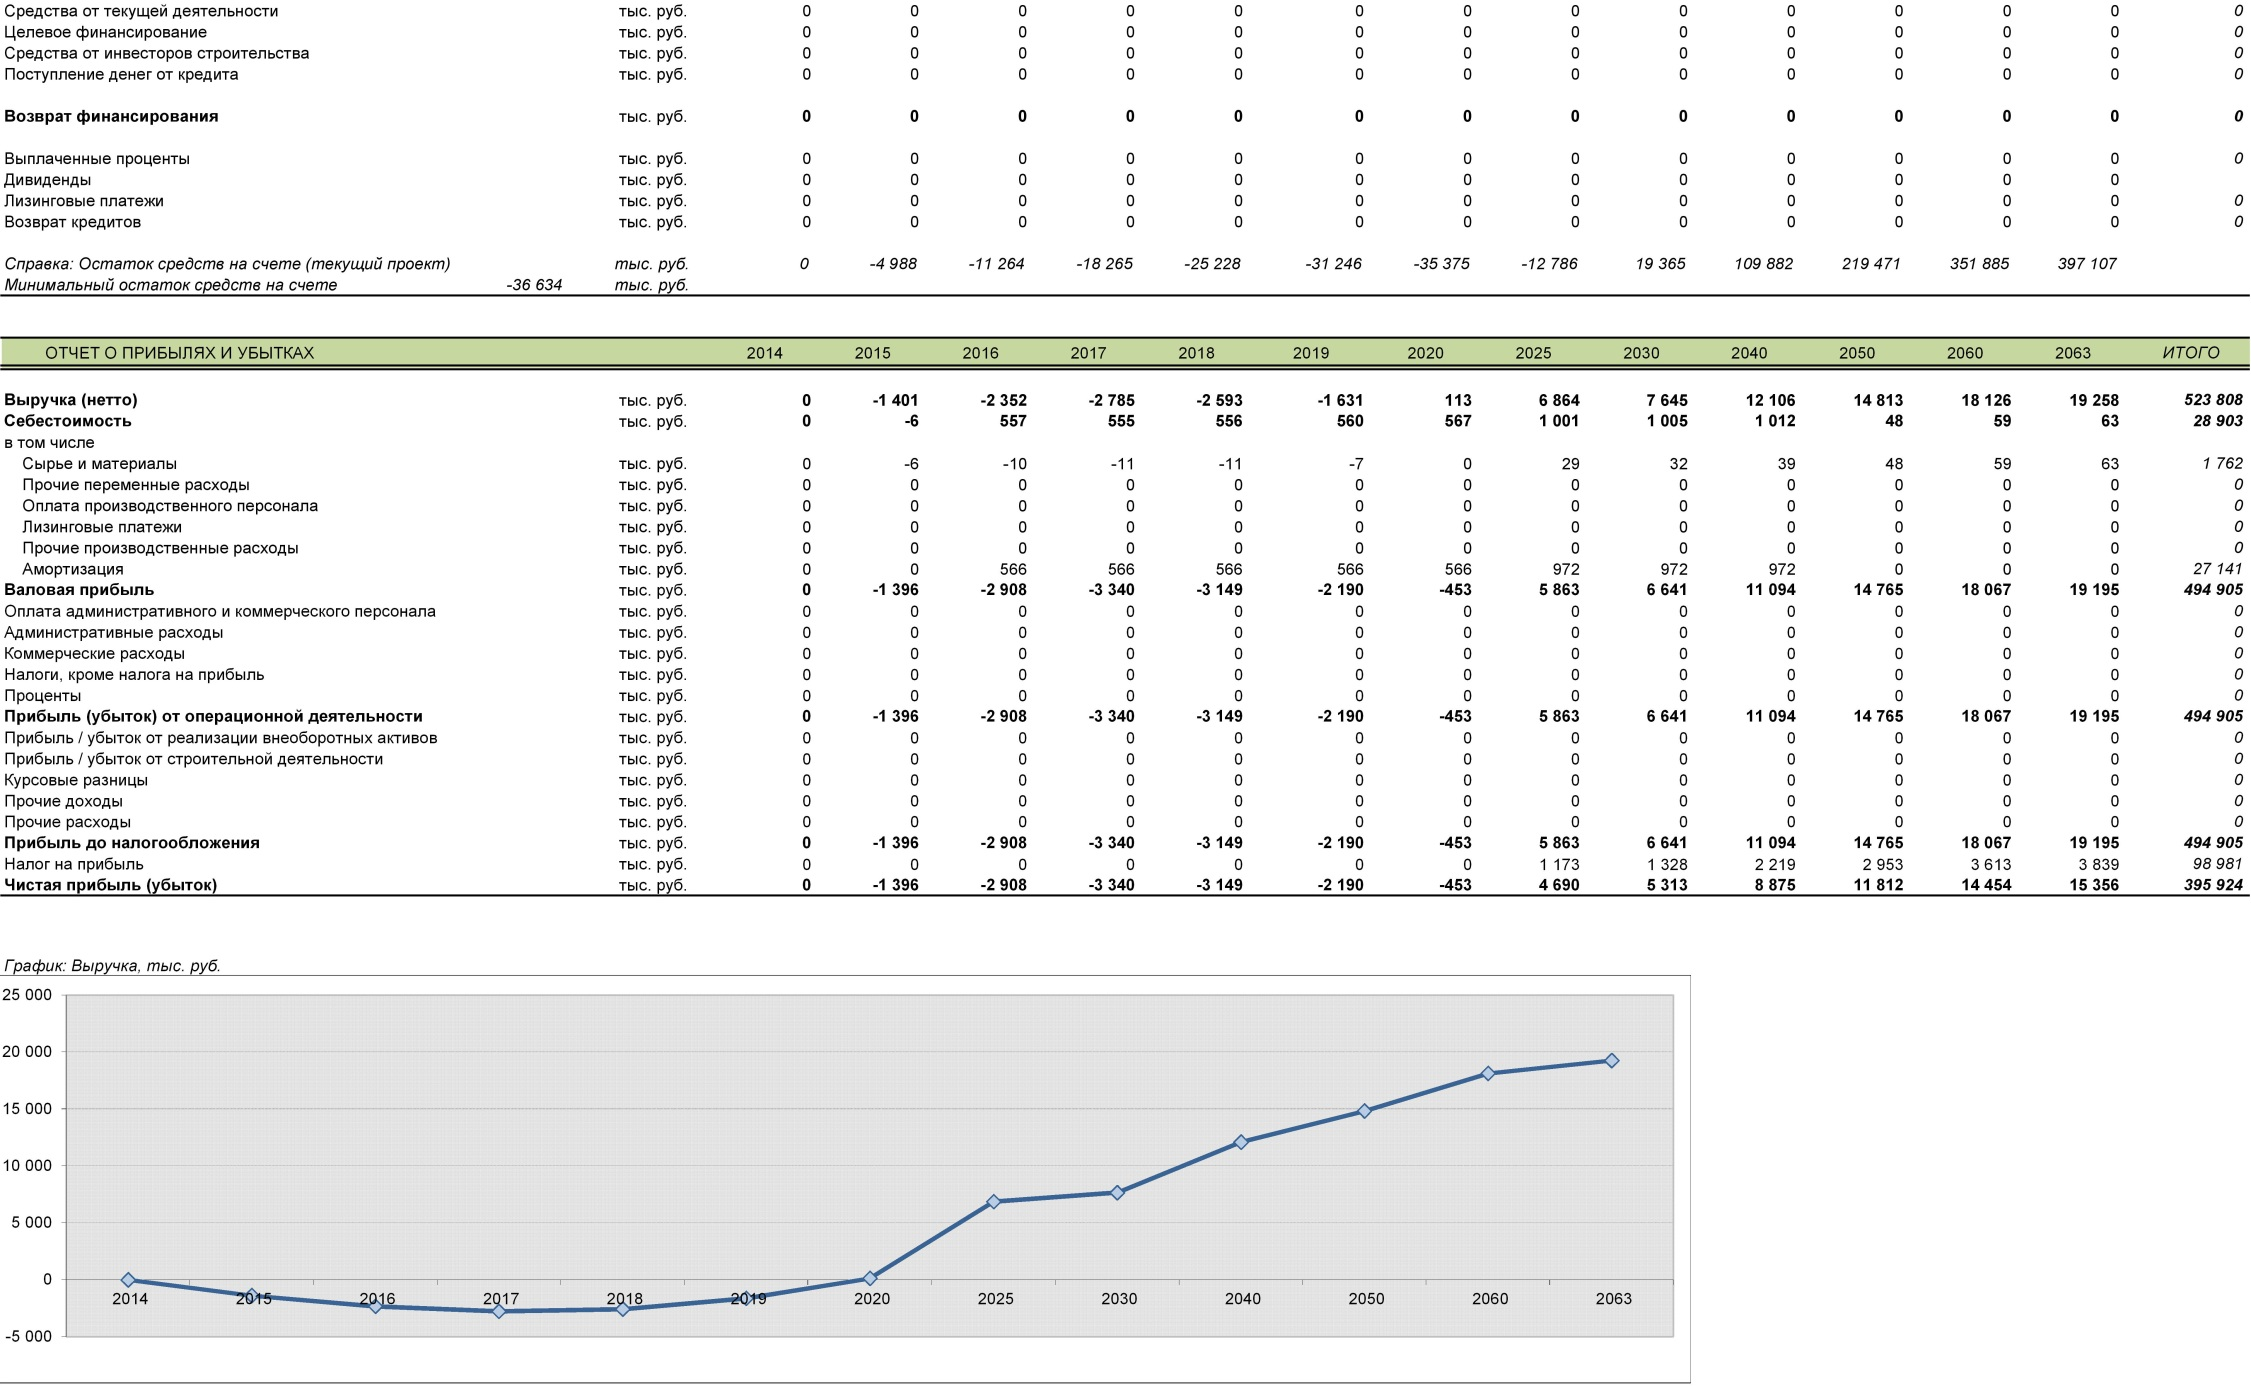 Средства от текущей деятельности тыс. руб. 0 0 0 0 0 0 0 0 0 0 0 0 0 0
Целевое финансирование тыс. руб. 0 0 0 0 0 0 0 0 0 0 0 0 0 0
Средства от инвесторов строительства тыс. руб. 0 0 0 0 0 0 0 0 0 0 0 0 0 0
Поступление денег от кредита тыс. руб. 0 0 0 0 0 0 0 0 0 0 0 0 0 0
Возврат финансирования тыс. руб. 0 0 0 0 0 0 0 0 0 0 0 0 0 0
Выплаченные проценты тыс. руб. 0 0 0 0 0 0 0 0 0 0 0 0 0 0
Дивиденды тыс. руб. 0 0 0 0 0 0 0 0 0 0 0 0 0
Лизинговые платежи тыс. руб. 0 0 0 0 0 0 0 0 0 0 0 0 0 0
Возврат кредитов тыс. руб. 0 0 0 0 0 0 0 0 0 0 0 0 0 0
Справка: Остаток средств на счете (текущий проект) тыс. руб. 0 -4 988 -11 264 -18 265 -25 228 -31 246 -35 375 -12 786 19 365 109 882 219 471 351 885 397 107
Минимальный остаток средств на счете -36 634 тыс. руб.
ОТЧЕТ О ПРИБЫЛЯХ И УБЫТКАХ 2014 2015 2016 2017 2018 2019 2020 2025 2030 2040 2050 2060 2063 ИТОГО
Выручка (нетто) тыс. руб. 0 -1 401 -2 352 -2 785 -2 593 -1 631 113 6 864 7 645 12 106 14 813 18 126 19 258 523 808
Себестоимость тыс. руб. 0 -6 557 555 556 560 567 1 001 1 005 1 012 48 59 63 28 903
в том числе
Сырье и материалы тыс. руб. 0 -6 -10 -11 -11 -7 0 29 32 39 48 59 63 1 762
Прочие переменные расходы тыс. руб. 0 0 0 0 0 0 0 0 0 0 0 0 0 0
Оплата производственного персонала тыс. руб. 0 0 0 0 0 0 0 0 0 0 0 0 0 0
Лизинговые платежи тыс. руб. 0 0 0 0 0 0 0 0 0 0 0 0 0 0
Прочие производственные расходы тыс. руб. 0 0 0 0 0 0 0 0 0 0 0 0 0 0
Амортизация тыс. руб. 0 0 566 566 566 566 566 972 972 972 0 0 0 27 141
Валовая прибыль тыс. руб. 0 -1 396 -2 908 -3 340 -3 149 -2 190 -453 5 863 6 641 11 094 14 765 18 067 19 195 494 905
Оплата административного и коммерческого персонала тыс. руб. 0 0 0 0 0 0 0 0 0 0 0 0 0 0
Административные расходы тыс. руб. 0 0 0 0 0 0 0 0 0 0 0 0 0 0
Коммерческие расходы тыс. руб. 0 0 0 0 0 0 0 0 0 0 0 0 0 0
Налоги, кроме налога на прибыль тыс. руб. 0 0 0 0 0 0 0 0 0 0 0 0 0 0
Проценты тыс. руб. 0 0 0 0 0 0 0 0 0 0 0 0 0 0
Прибыль (убыток) от операционной деятельности тыс. руб. 0 -1 396 -2 908 -3 340 -3 149 -2 190 -453 5 863 6 641 11 094 14 765 18 067 19 195 494 905
Прибыль / убыток от реализации внеоборотных активов тыс. руб. 0 0 0 0 0 0 0 0 0 0 0 0 0 0
Прибыль / убыток от строительной деятельности тыс. руб. 0 0 0 0 0 0 0 0 0 0 0 0 0 0
Курсовые разницы тыс. руб. 0 0 0 0 0 0 0 0 0 0 0 0 0 0
Прочие доходы тыс. руб. 0 0 0 0 0 0 0 0 0 0 0 0 0 0
Прочие расходы тыс. руб. 0 0 0 0 0 0 0 0 0 0 0 0 0 0
Прибыль до налогообложения тыс. руб. 0 -1 396 -2 908 -3 340 -3 149 -2 190 -453 5 863 6 641 11 094 14 765 18 067 19 195 494 905
Налог на прибыль тыс. руб. 0 0 0 0 0 0 0 1 173 1 328 2 219 2 953 3 613 3 839 98 981
Чистая прибыль (убыток) тыс. руб. 0 -1 396 -2 908 -3 340 -3 149 -2 190 -453 4 690 5 313 8 875 11 812 14 454 15 356 395 924
График: Выручка, тыс. руб.
25 000
20 000
15 000
10 000
5 000
0
2014 2015 2016 2017 2018 2019 2020 2025 2030 2040 2050 2060 2063
-5 000